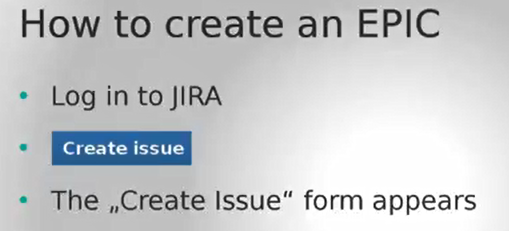 How to create an EPIC
• Log in to JIRA
• Create issue
• The „Create Issue“ form appears